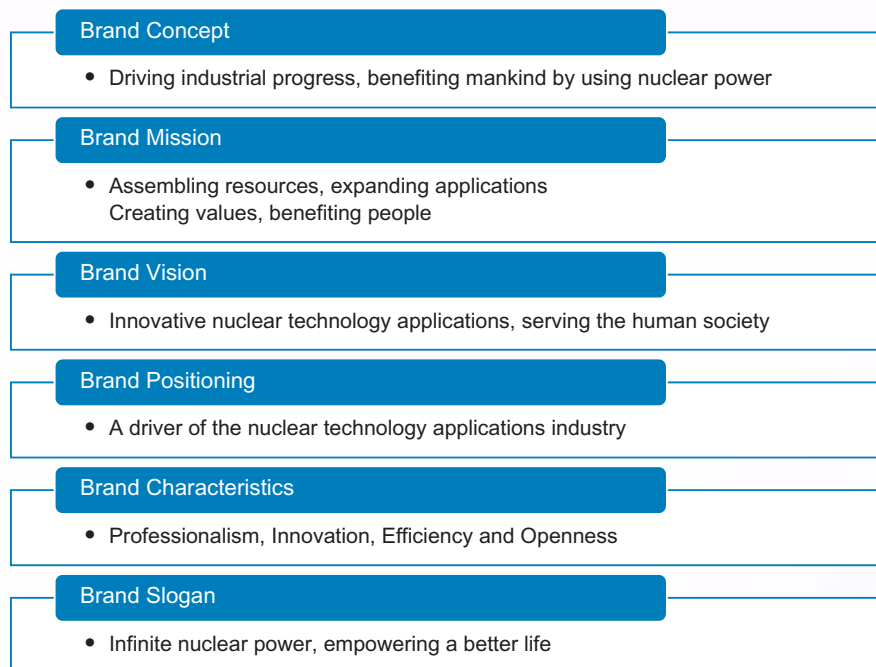 Brand Concept
• Driving industrial progress, benefiting mankind by using nuclear power
Brand Mission
• Assembling resources, expanding applications
Creating values, benefiting people
Brand Vision
• Innovative nuclear technology applications, serving the human society
Brand Positioning
• A driver of the nuclear technology applications industry
Brand Characteristics
• Professionalism, Innovation, Efficiency and Openness
Brand Slogan
• Infinite nuclear power, empowering a better life